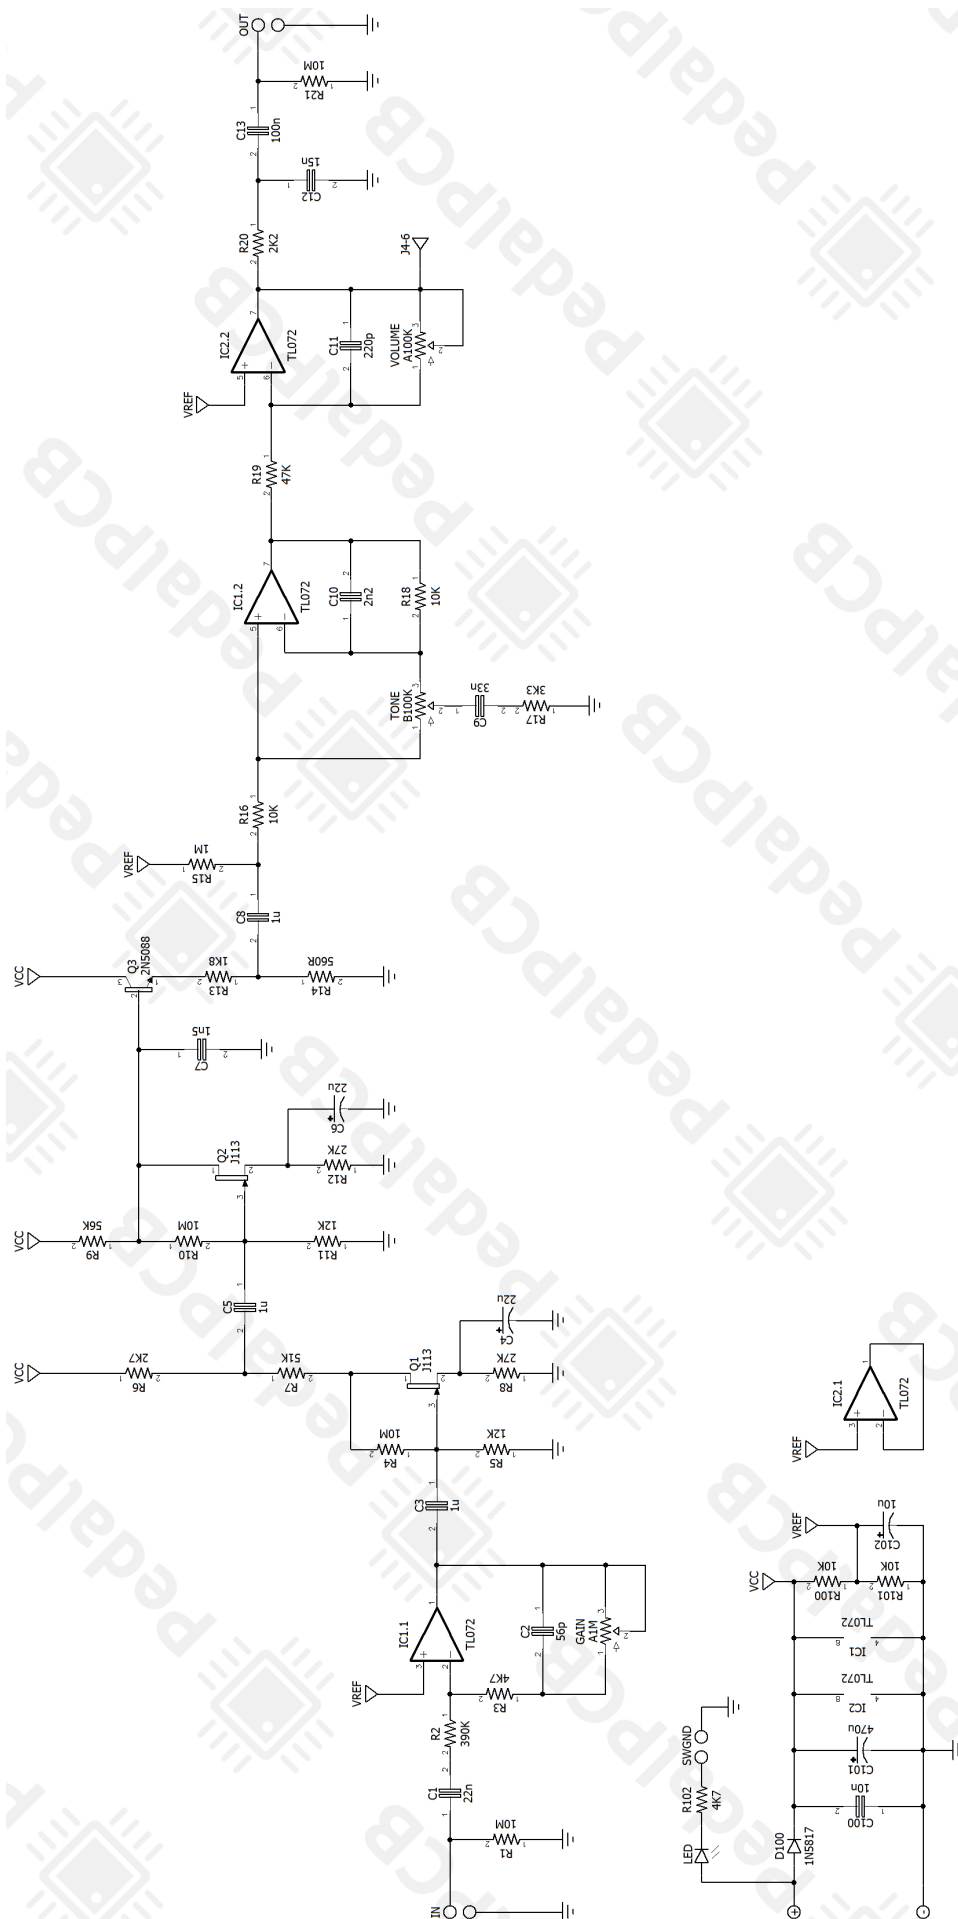 OUT
R21
10M
C13
100n
C12
15n
R20
2K2
J4-6
IC2.2
TL072
C11
220p
VOLUME
A100K
VREF
R19
47K
IC1.2
TL072
C10
2n2
R18
10K
TONE
B100K
C9
33n
R17
3K3
R16
10K
VREF
R15
1M
C8
1u
VCC
Q3
2N5088
R13
1K8
R14
560R
C7
1n5
C6
22u
Q2
J113
R12
27K
VCC
R9
56K
R10
10M
R11
12K
C5
1u
VCC
R6
2K7
R7
51K
Q1
J113
C4
22u
R8
27K
R4
10M
R5
12K
C3
1u
IC1.1
TL072
C2
56p
GAIN
A1M
VREF
R3
4K7
R2
390K
C1
22n
R1
10M
IN
IC2.1
TL072
VREF
VREF
C102
10u
VCC
R100
10K
R101
10K
IC1
TL072
IC2
TL072
C101
470u
C100
10n
D100
1N5817
LED
R102
4K7
SWGND
PedalPCB